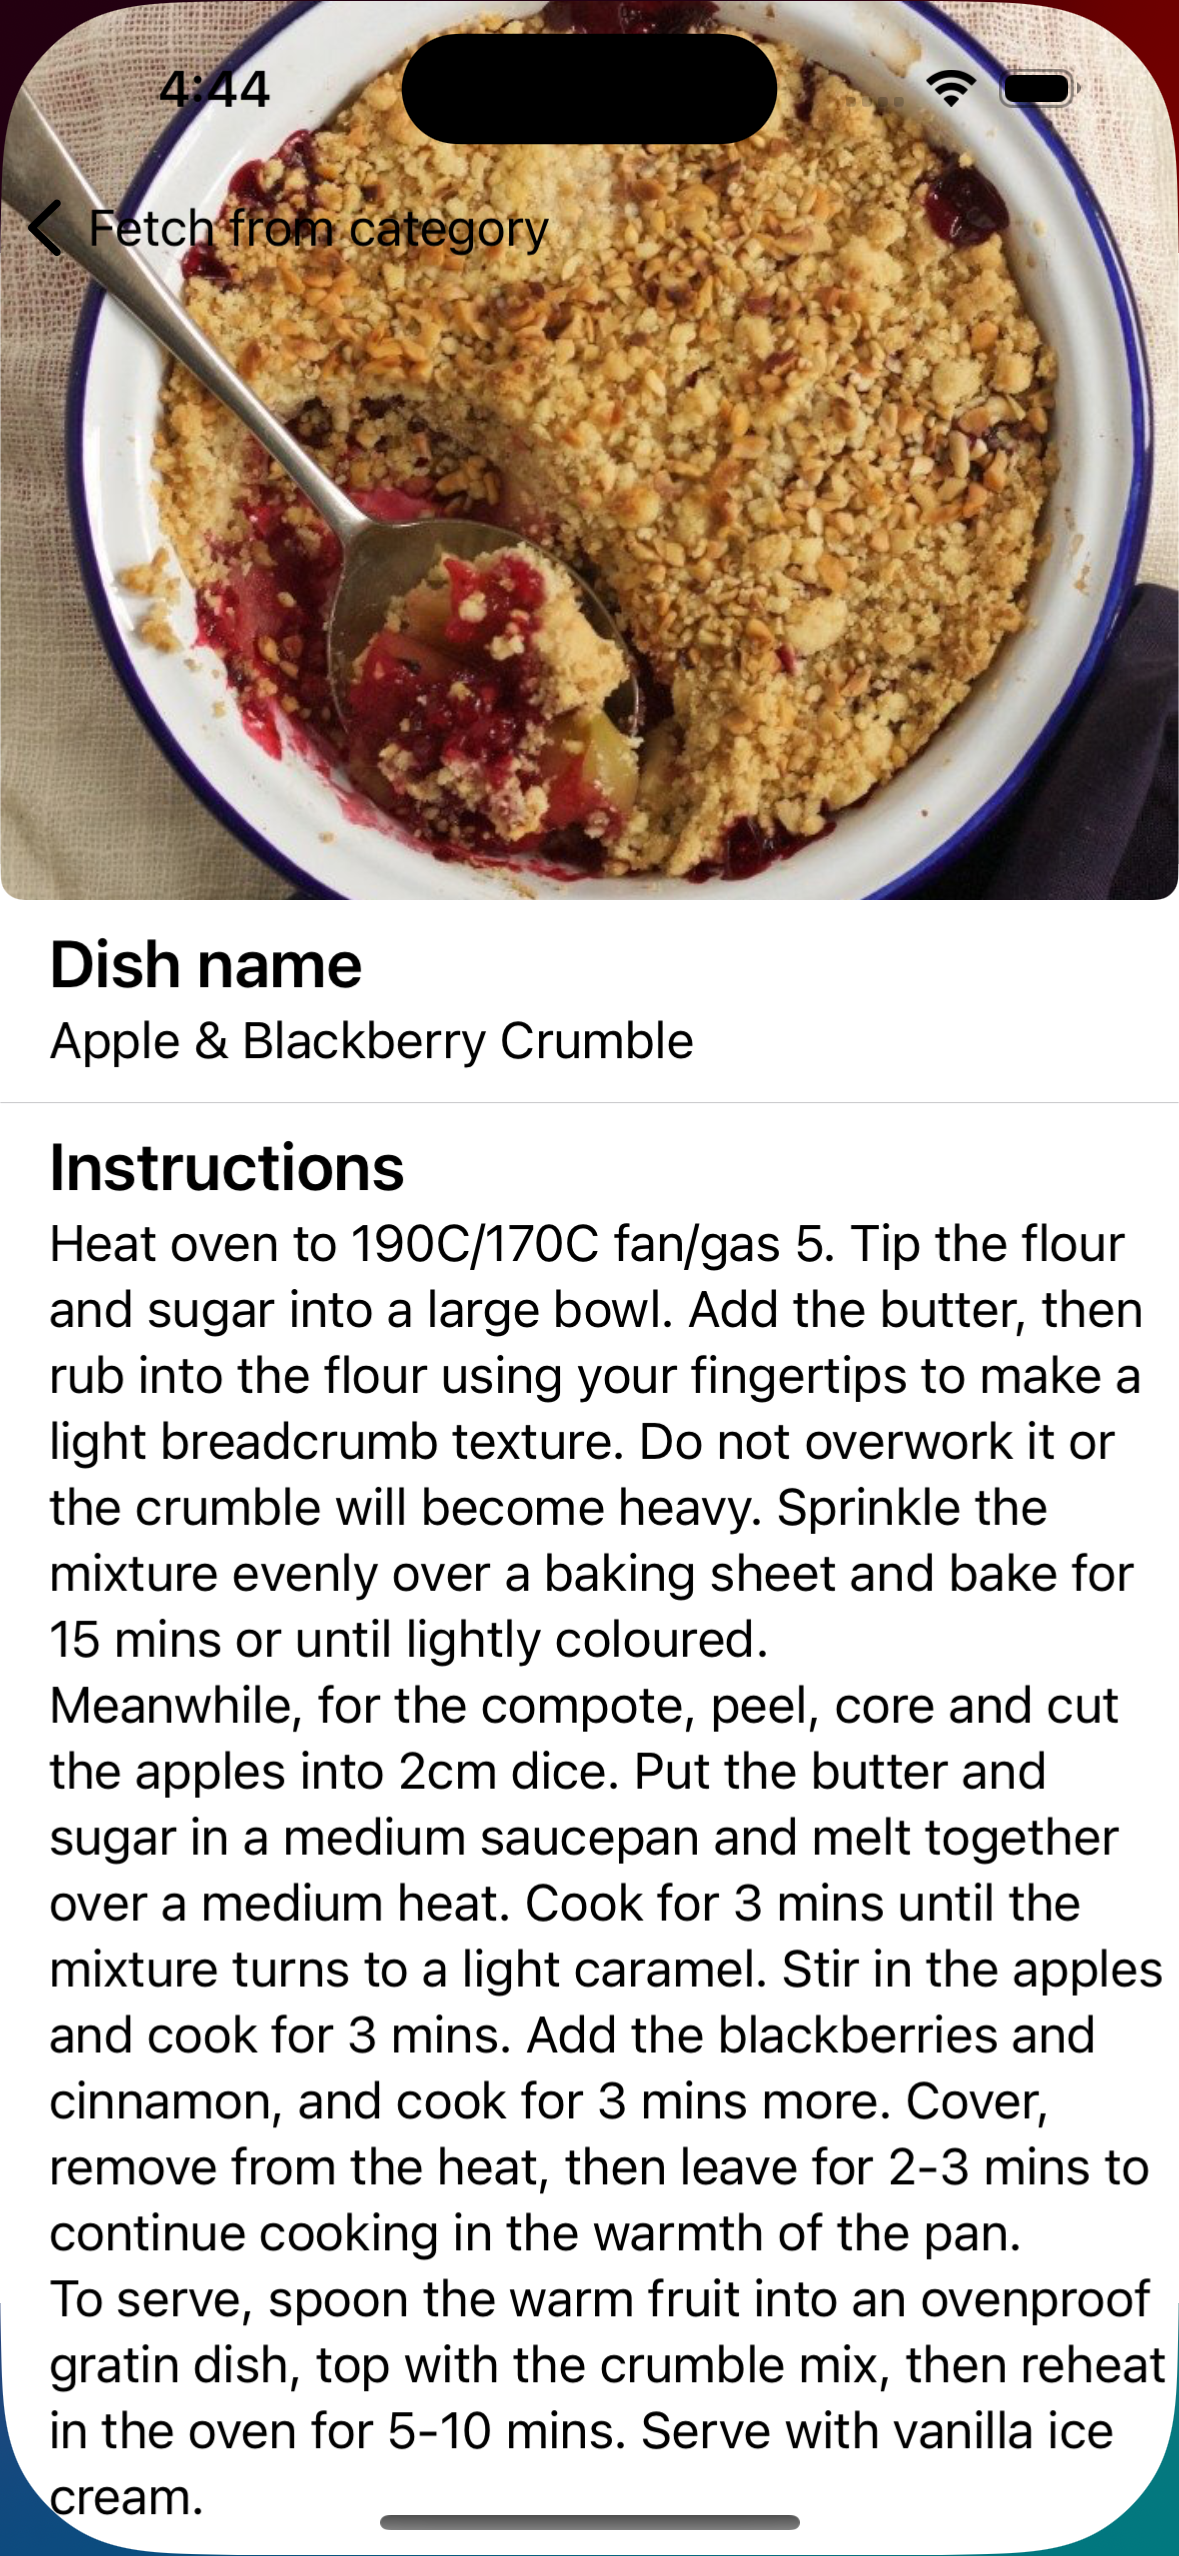 4:44
Fetch from category
Dish name
Apple & Blackberry Crumble
Instructions
Heat oven to 190C/170C fan/gas 5. Tip the flour
and sugar into a large bowl. Add the butter, then
rub into the flour using your fingertips to make a
light breadcrumb texture. Do not overwork it or
the crumble will become heavy. Sprinkle the
mixture evenly over a baking sheet and bake for
15 mins or until lightly coloured.
Meanwhile, for the compote, peel, core and cut
the apples into 2cm dice. Put the butter and
sugar in a medium saucepan and melt together
over a medium heat. Cook for 3 mins until the
mixture turns to a light caramel. Stir in the apples
and cook for 3 mins. Add the blackberries and
cinnamon, and cook for 3 mins more. Cover,
remove from the heat, then leave for 2-3 mins to
continue cooking in the warmth of the pan.
To serve, spoon the warm fruit into an ovenproof
gratin dish, top with the crumble mix, then reheat
in the oven for 5-10 mins. Serve with vanilla ice
cream.